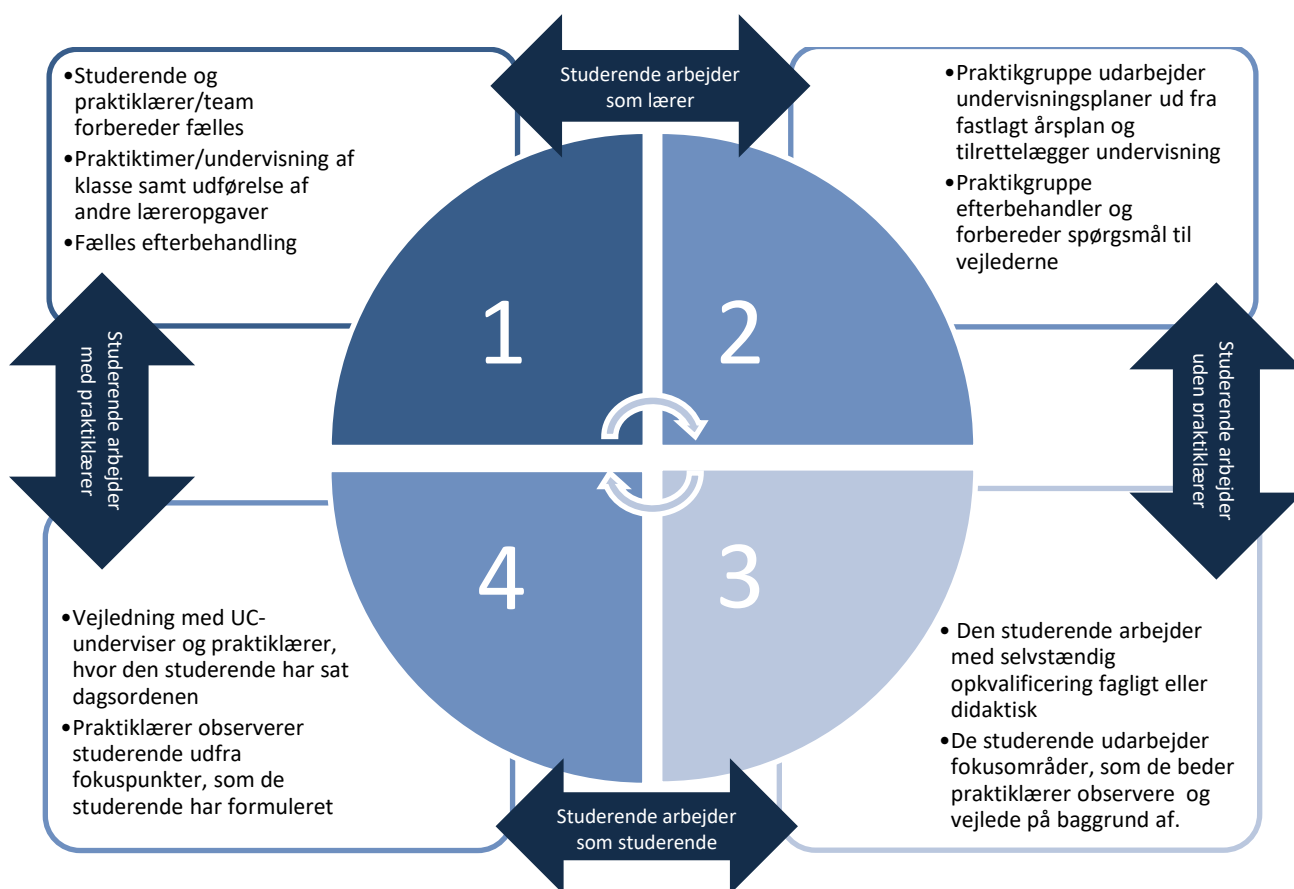 Studerende arbejder
som lærer
•Studerende og
praktiklærer/team
forbereder fælles
•Praktiktimer/undervisning af
klasse samt udførelse af
andre læreropgaver
•Fælles efterbehandling
•Praktikgruppe udarbejder
undervisningsplaner ud fra
fastlagt årsplan og
tilrettelægger undervisning
•Praktikgruppe
efterbehandler og
forbereder spørgsmål til
vejlederne
1
2
Studerende arbejder
med praktiklærer
Studerende arbejder
uden praktiklærer
4
3
•Vejledning med UC-
underviser og praktiklærer,
hvor den studerende har sat
dagsordenen
•Praktiklærer observerer
studerende udfra
fokuspunkter, som de
studerende har formuleret
• Den studerende arbejder
med selvstændig
opkvalificering fagligt eller
didaktisk
•De studerende udarbejder
fokusområder, som de beder
praktiklærer observere og
vejlede på baggrund af.
Studerende arbejder
som studerende